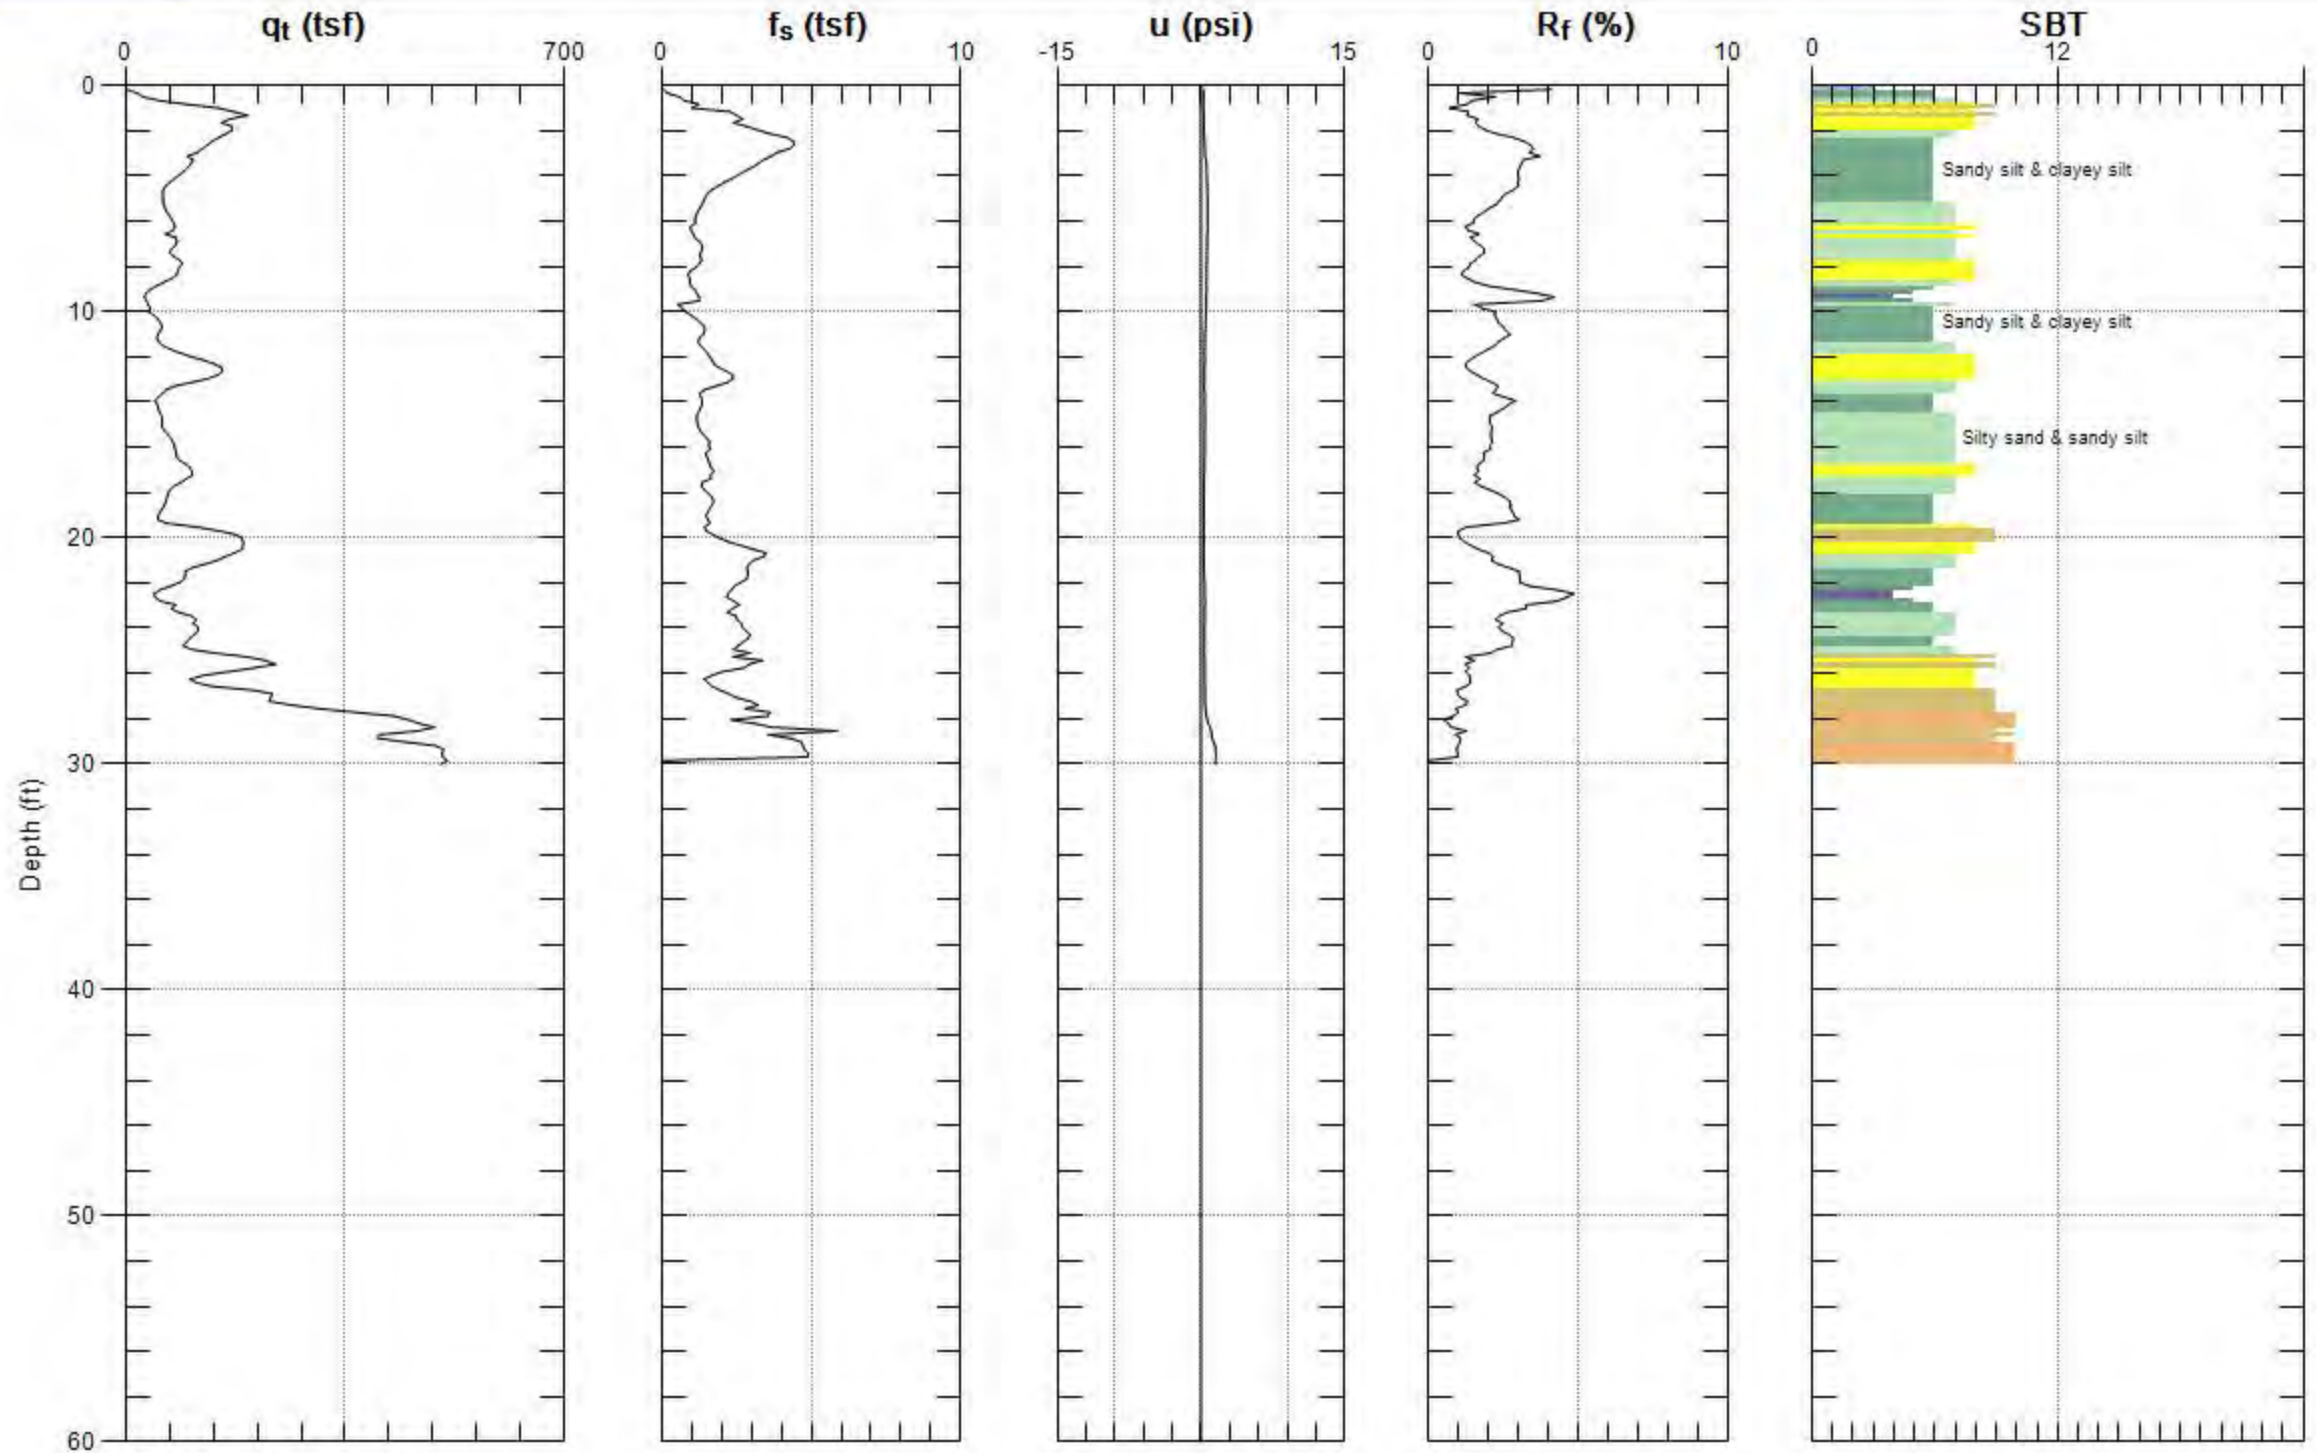 qt (tsf) fs (tsf) u (psi) Rf (%) SBT
0 700 0 10 -15 15 0 10 0 12
0
Sandy silt & clayey silt
10
Sandy silt & clayey silt
Silty sand & sandy silt
20
30
Depth (ft)
40
50
60